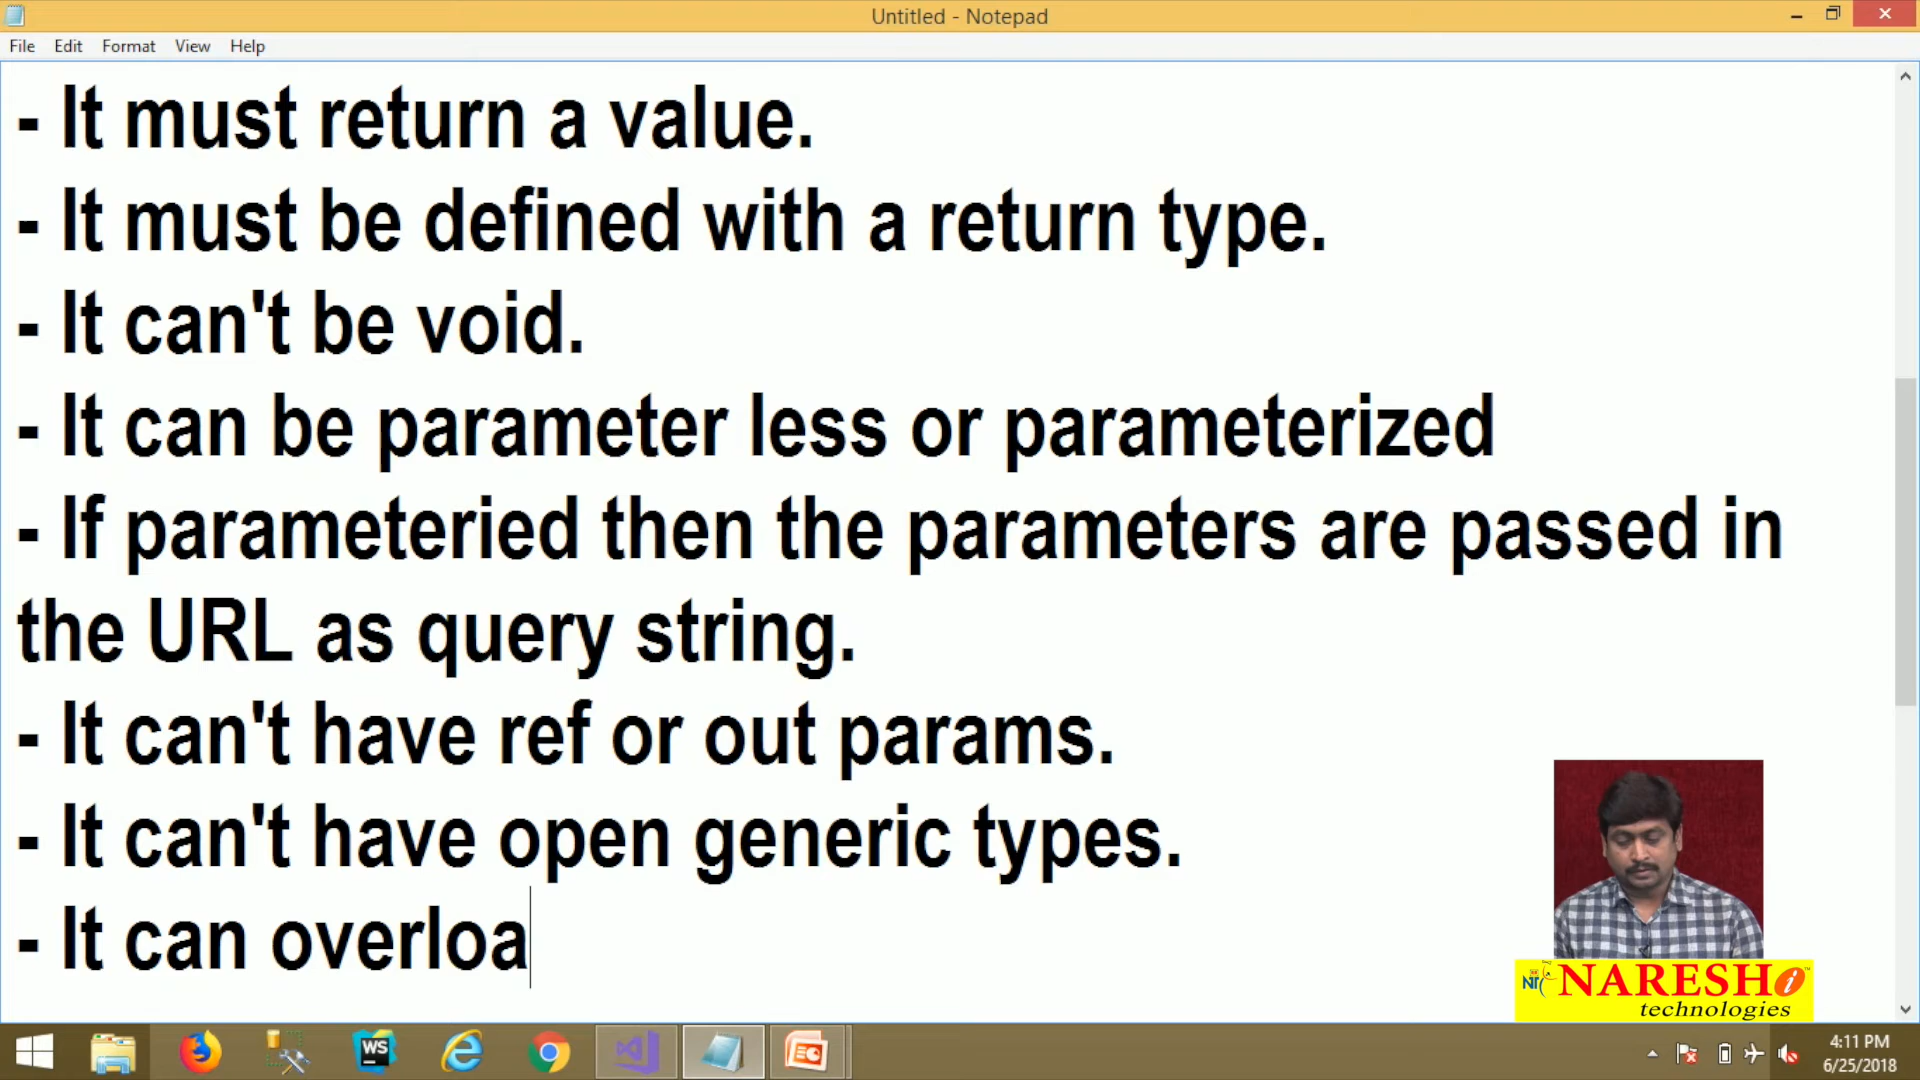 Untitled - Notepad
File Edit Format View Help
- It must return a value.
- It must be defined with a return type.
- It can't be void.
- It can be parameter less or parameterized
- If parameteried then the parameters are passed in
the URL as query string.
- It can't have ref or out params.
- It can't have open generic types.
- It can overloa
NARESHi
technologies
WS
4:11 PM
6/25/2018